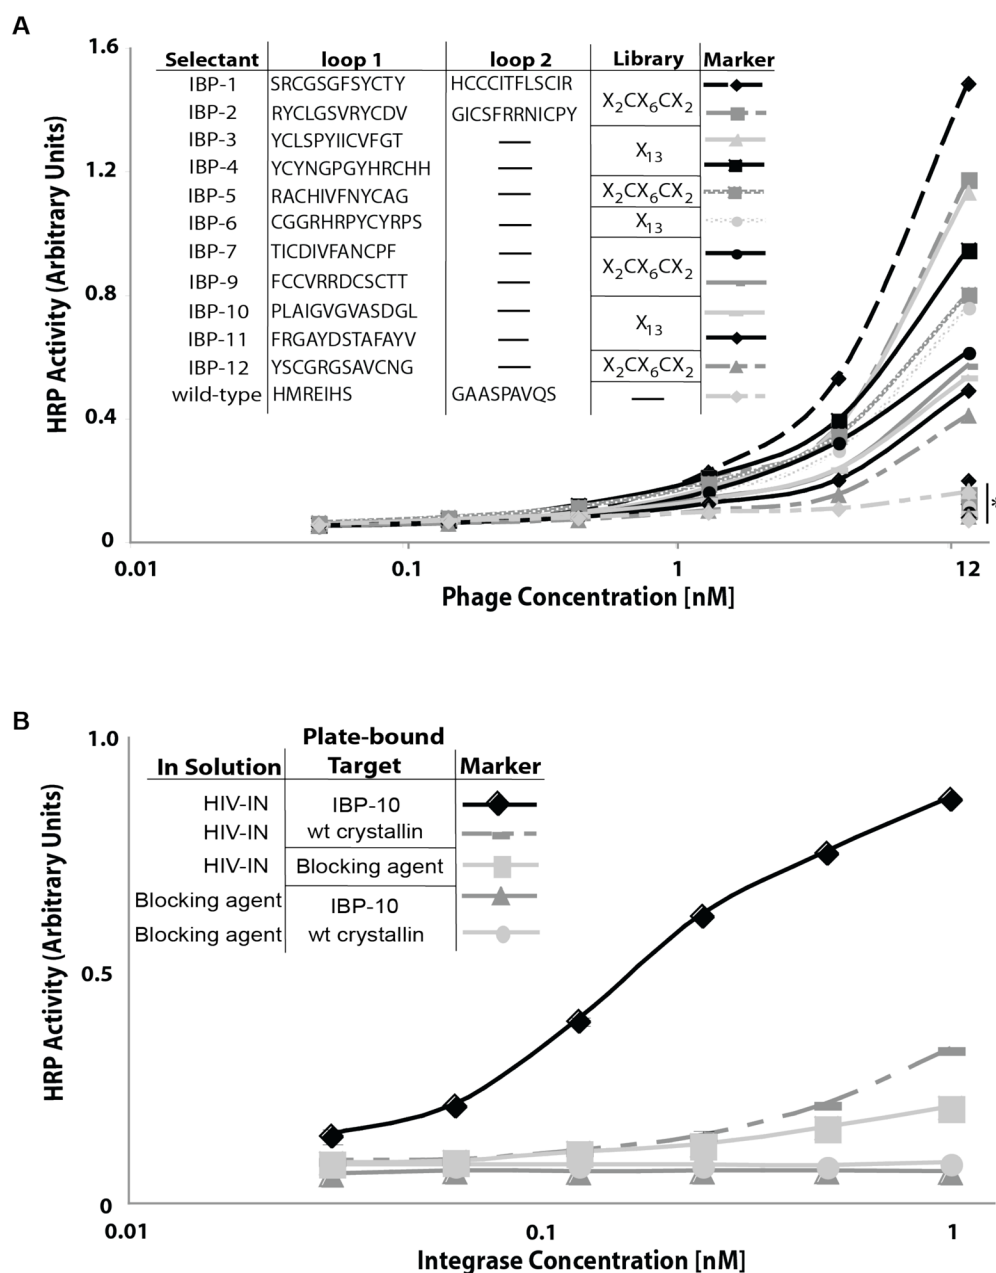 A
1.6
1.2
0.8
0.4
0
HRP Activity (Arbitrary Units)
Selectant loop 1 loop 2 Library Marker
IBP-1 SRCGSGFSYCTY HCCCITFLSCIR
X2CX6CX2
IBP-2 RYCLGSVRYCDV GICSFRRNICPY
IBP-3 YCLSPYIICVFGT —
X13
IBP-4 YCYNGPGYHRCHH —
IBP-5 RACHIVFNYCAG — X2CX6CX2
IBP-6 CGGRHRPYCYRPS — X13
IBP-7 TICDIVFANCPF —
X2CX6CX2
IBP-9 FCCVRRDCSCTT —
IBP-10 PLAIGVGVASDGL —
X13
IBP-11 FRGAYDSTAFAYV —
IBP-12 YSCGRGSAVCNG — X2CX6CX2
wild-type HMREIHS GAASPAVQS —
*
0.01 0.1 1 12
Phage Concentration [nM]
B
1.0
0.5
0
HRP Activity (Arbitrary Units)
Plate-bound
In Solution Target Marker
HIV-IN IBP-10
HIV-IN wt crystallin
HIV-IN Blocking agent
Blocking agent IBP-10
Blocking agent wt crystallin
0.01 0.1 1
Integrase Concentration [nM]